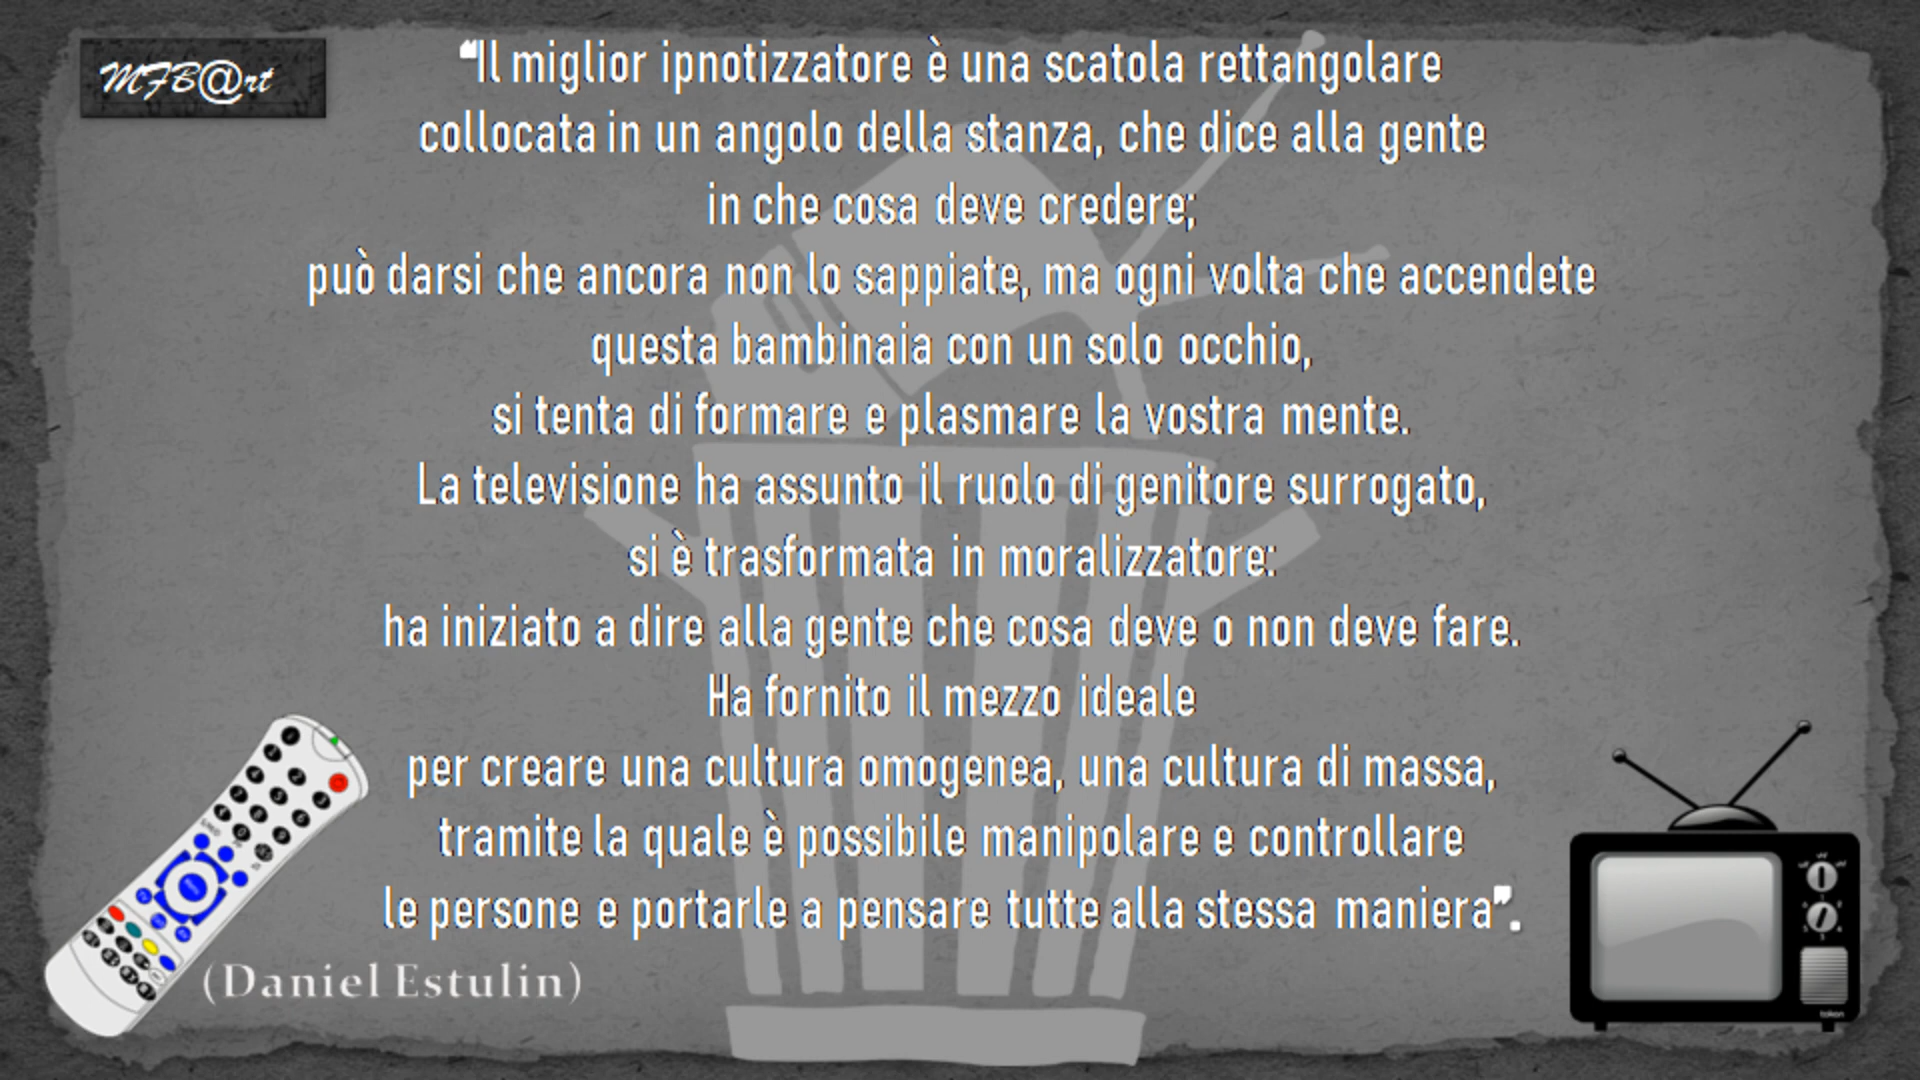 MFB@rt
❝Il miglior ipnotizzatore è una scatola rettangolare
collocata in un angolo della stanza, che dice alla gente
in che cosa deve credere;
può darsi che ancora non lo sappiate, ma ogni volta che accendete
questa bambinaia con un solo occhio,
si tenta di formare e plasmare la vostra mente.
La televisione ha assunto il ruolo di genitore surrogato,
si è trasformata in moralizzatore:
ha iniziato a dire alla gente che cosa deve o non deve fare.
Ha fornito il mezzo ideale
per creare una cultura omogenea, una cultura di massa,
tramite la quale è possibile manipolare e controllare
le persone e portarle a pensare tutte alla stessa maniera❞.
(Daniel Estulin)